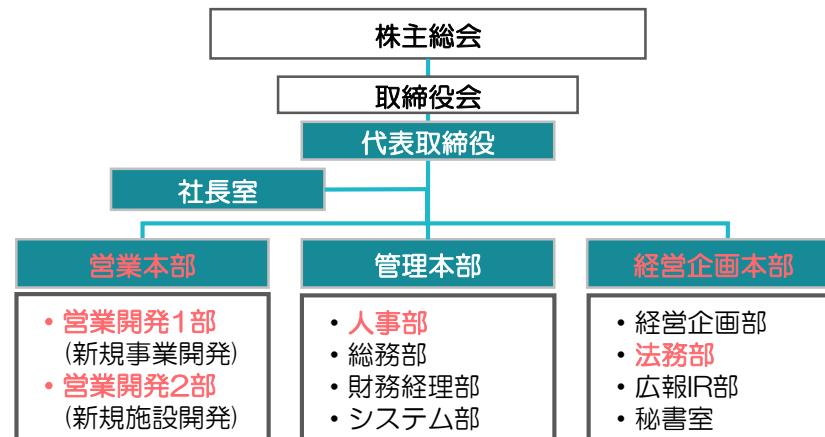 株主総会
取締役会
代表取締役
社長室
営業本部
・営業開発1部
(新規事業開発)
・営業開発2部
(新規施設開発)
管理本部
・人事部
・総務部
・財務経理部
・システム部
経営企画本部
・経営企画部
・法務部
・広報IR部
・秘書室